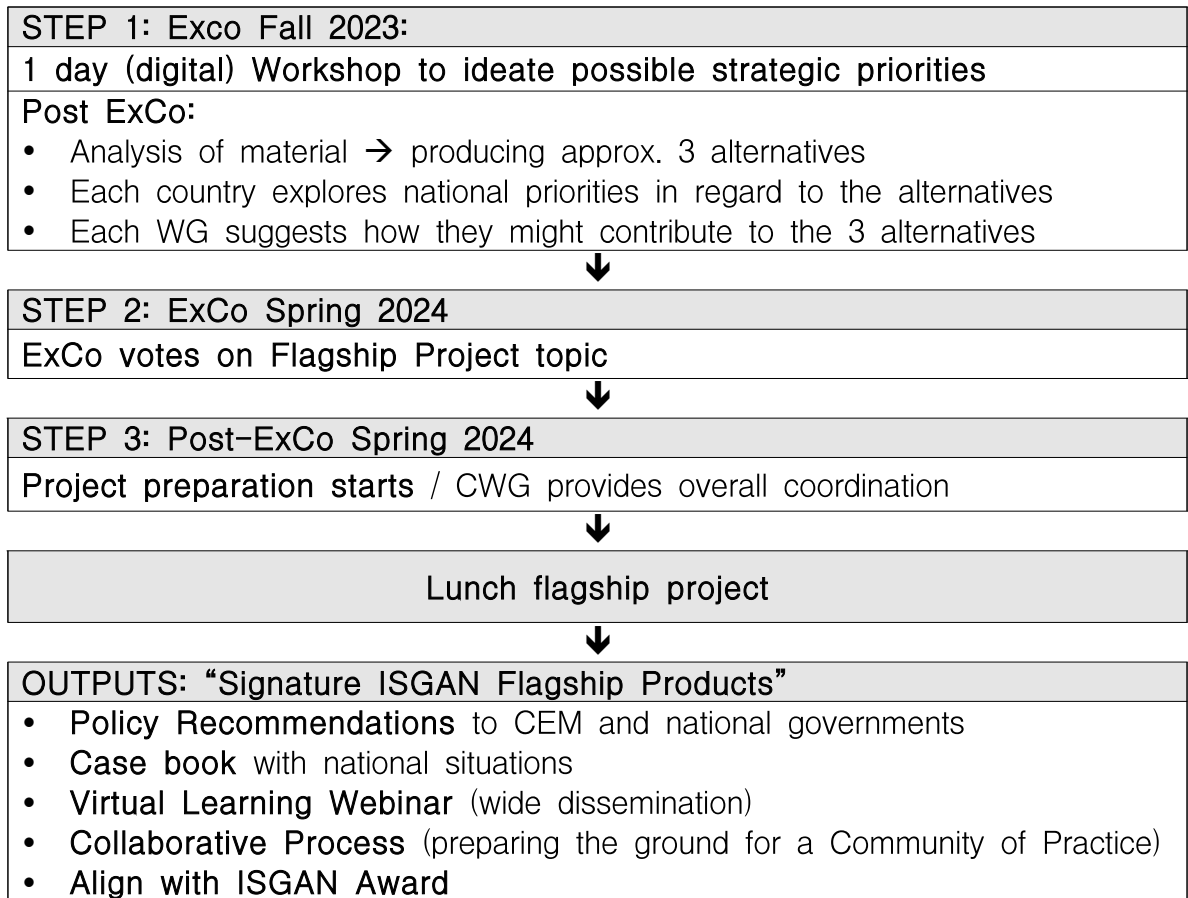 STEP 1: Exco Fall 2023:
1 day (digital) Workshop to ideate possible strategic priorities
Post ExCo:
• Analysis of material → producing approx. 3 alternatives
• Each country explores national priorities in regard to the alternatives
• Each WG suggests how they might contribute to the 3 alternatives
STEP 2: ExCo Spring 2024
ExCo votes on Flagship Project topic
STEP 3: Post-ExCo Spring 2024
Project preparation starts / CWG provides overall coordination
Lunch flagship project
OUTPUTS: “Signature ISGAN Flagship Products”
• Policy Recommendations to CEM and national governments
• Case book with national situations
• Virtual Learning Webinar (wide dissemination)
• Collaborative Process (preparing the ground for a Community of Practice)
• Align with ISGAN Award